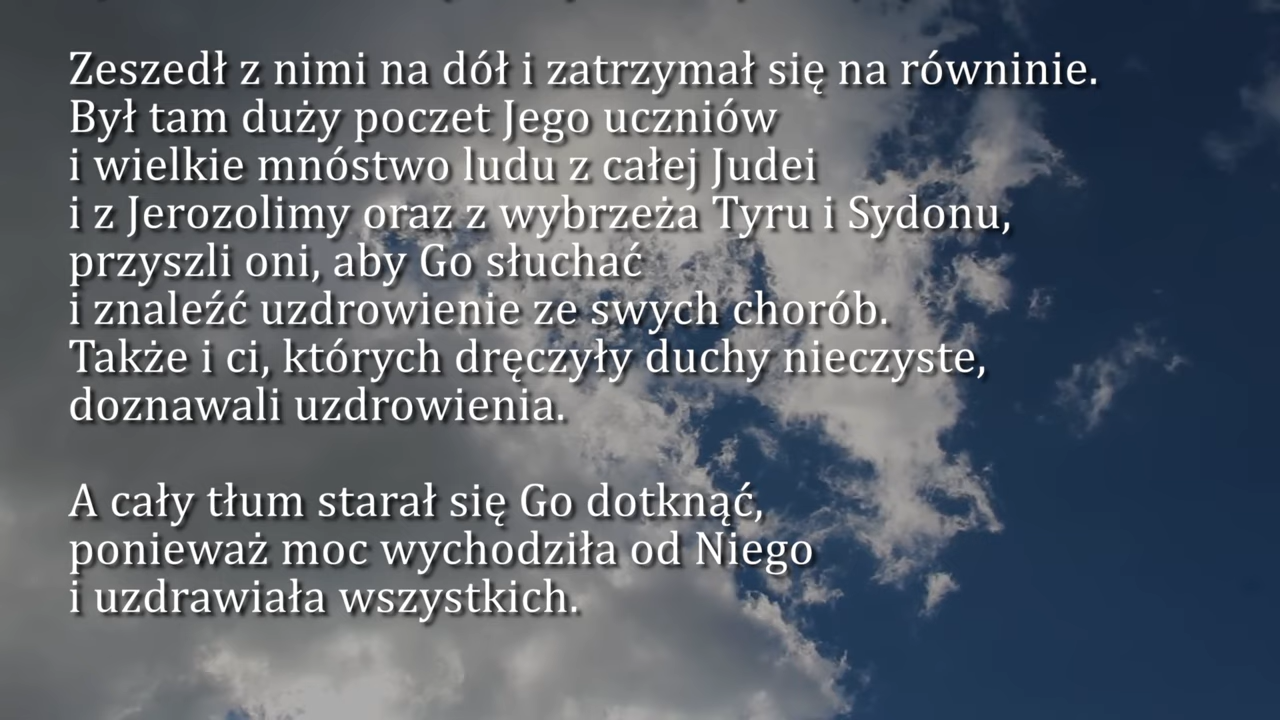 Zeszedł z nimi na dół i zatrzymał się na równinie.
Był tam duży poczet Jego uczniów
i wielkie mnóstwo ludu z całej Judei
i z Jerozolimy oraz z wybrzeża Tyru i Sydonu,
przyszli oni, aby Go słuchać
i znaleźć uzdrowienie ze swych chorób.
Także i ci, których dręczyły duchy nieczyste,
doznawali uzdrowienia.
A cały tłum starał się Go dotknąć,
ponieważ moc wychodziła od Niego
i uzdrawiała wszystkich.